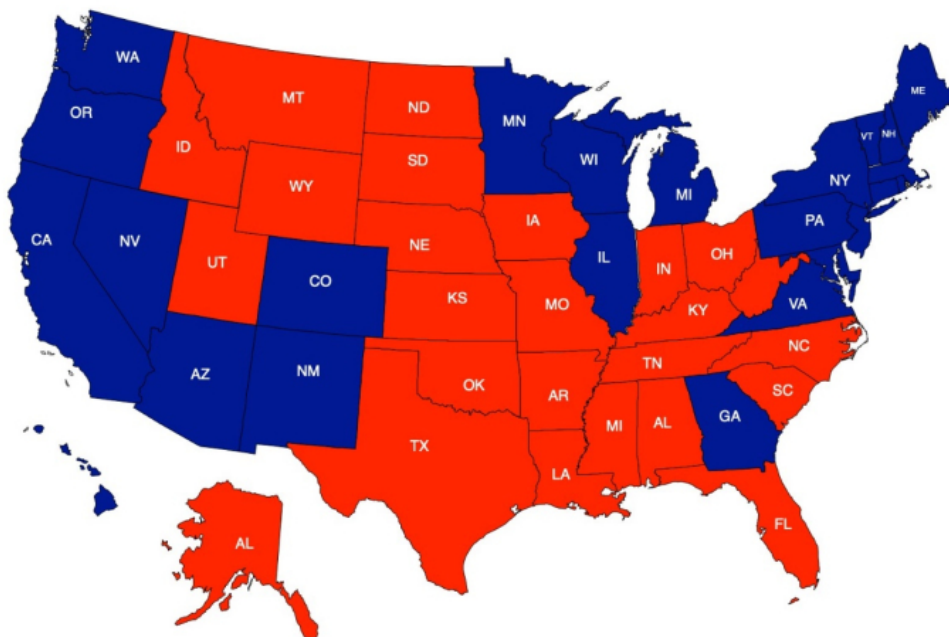 WA
OR
ID
MT
ND
MN
SD
WY
WI
MI
ME
VT
NH
NY
CA
NV
UT
CO
NE
IA
IL
IN
OH
PA
KS
MO
KY
VA
AZ
NM
OK
AR
TN
NC
SC
TX
LA
MI
AL
GA
FL
AL